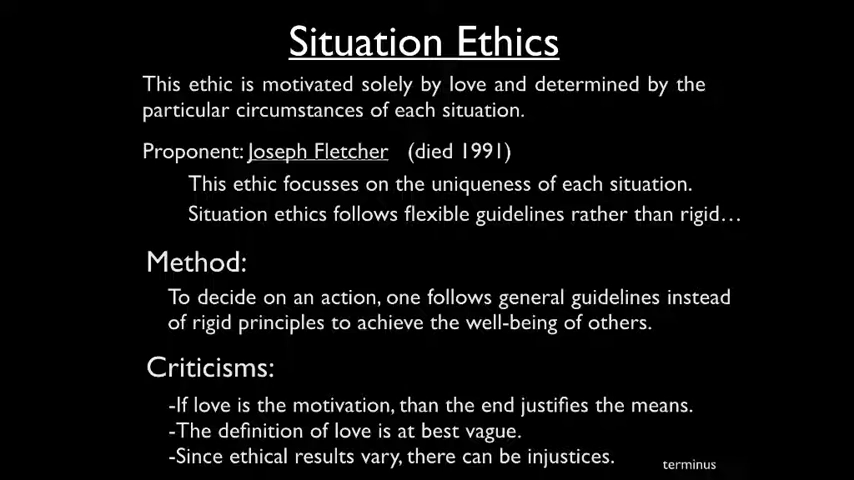 Situation Ethics
This ethic is motivated solely by love and determined by the
particular circumstances of each situation.
Proponent: Joseph Fletcher (died 1991)
This ethic focusses on the uniqueness of each situation.
Situation ethics follows flexible guidelines rather than rigid…
Method:
To decide on an action, one follows general guidelines instead
of rigid principles to achieve the well-being of others.
Criticisms:
-If love is the motivation, than the end justifies the means.
-The definition of love is at best vague.
-Since ethical results vary, there can be injustices.
terminus